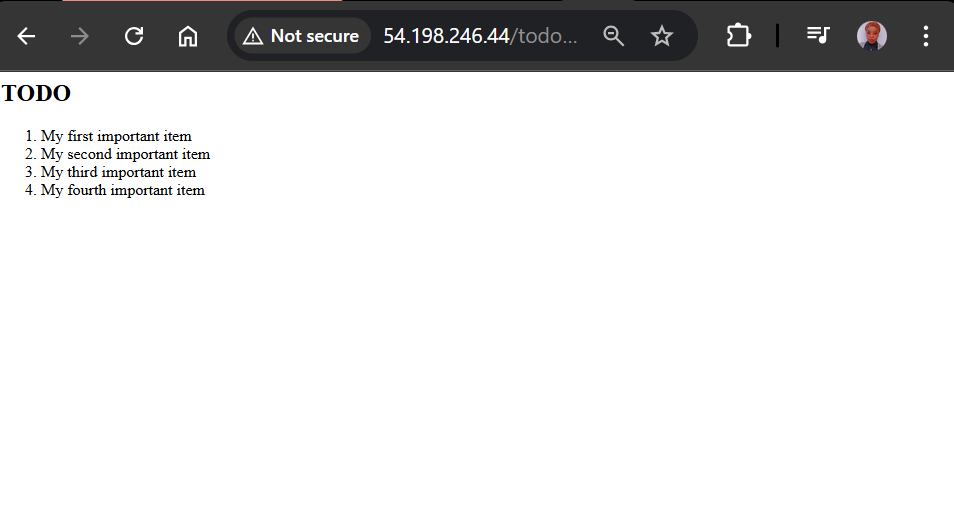 Not secure 54.198.246.44/todo...
TODO
1. My first important item
2. My second important item
3. My third important item
4. My fourth important item